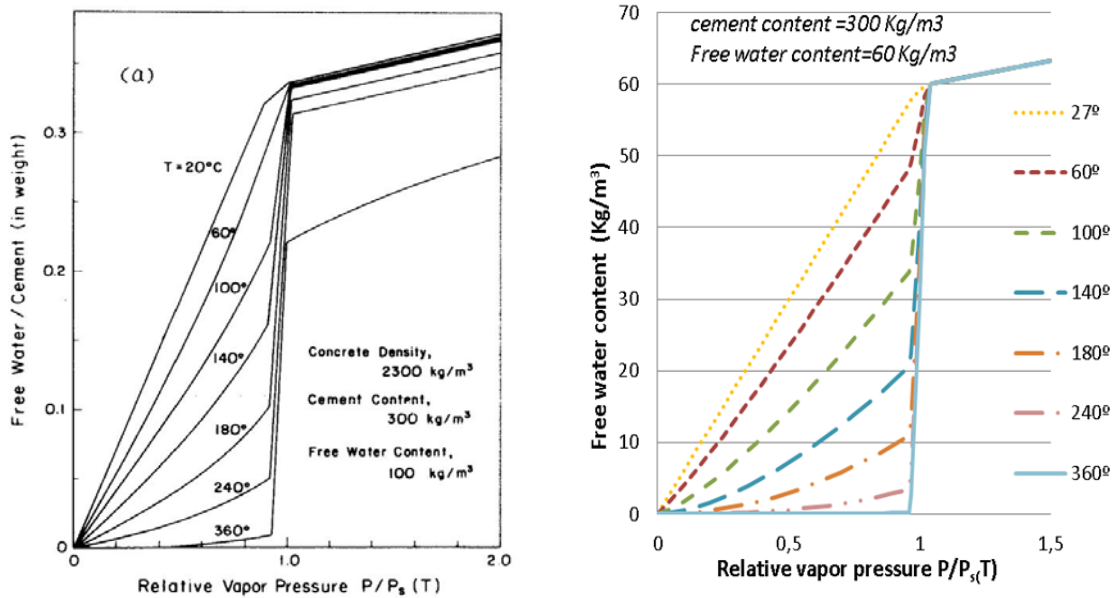 (a)
Free Water / Cement (in weight)
0.3
0.2
0.1
0
T=20°C
60°
100°
140°
180°
240°
360°
Concrete Density,
2300 kg/m³
Cement Content,
300 kg/m³
Free Water Content,
100 kg/m³
0
1.0
2.0
Relative Vapor Pressure P/Ps (T)
cement content =300 Kg/m3
Free water content=60 Kg/m3
Free water content (Kg/m³)
70
60
50
40
30
20
10
0
0
0,5
1
1,5
Relative vapor pressure P/Ps(T)
27º
60º
100º
140º
180º
240º
360º